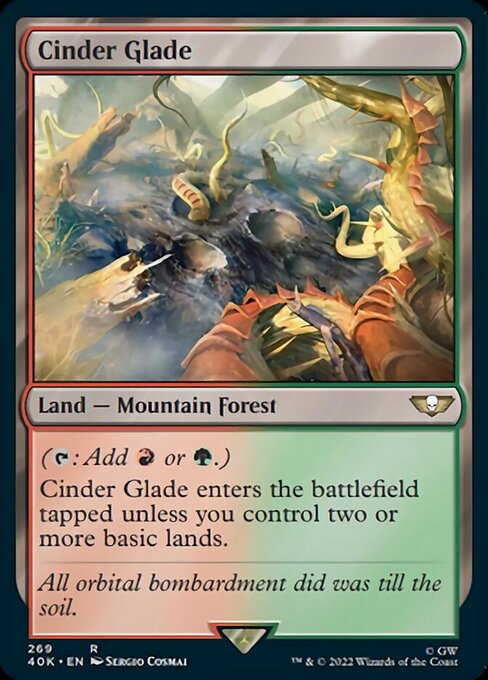 Cinder Glade
Land — Mountain Forest
(: Add or .)
Cinder Glade enters the battlefield
tapped unless you control two or
more basic lands.
All orbital bombardment did was till the
soil.
269 R
40K • EN Sergio Cosmai
© GW
™ & © 2022 Wizards of the Coast